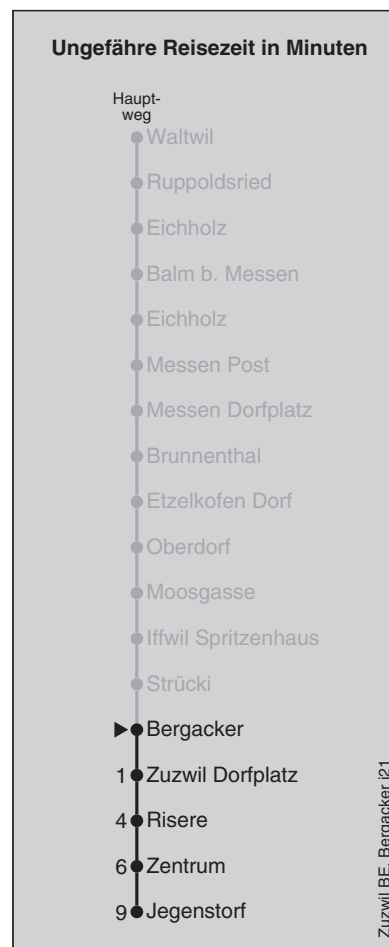 Ungefähre Reisezeit in Minuten
Haupt-
weg
Waltwil
Ruppoldsried
Eichholz
Balm b. Messen
Eichholz
Messen Post
Messen Dorfplatz
Brunnenthal
Etzelkofen Dorf
Oberdorf
Moosgasse
Iffwil Spritzenhaus
Strücki
Bergacker
1 Zuzwil Dorfplatz
4 Risere
6 Zentrum
9 Jegenstorf
Zuzwil BE, Bergacker j21